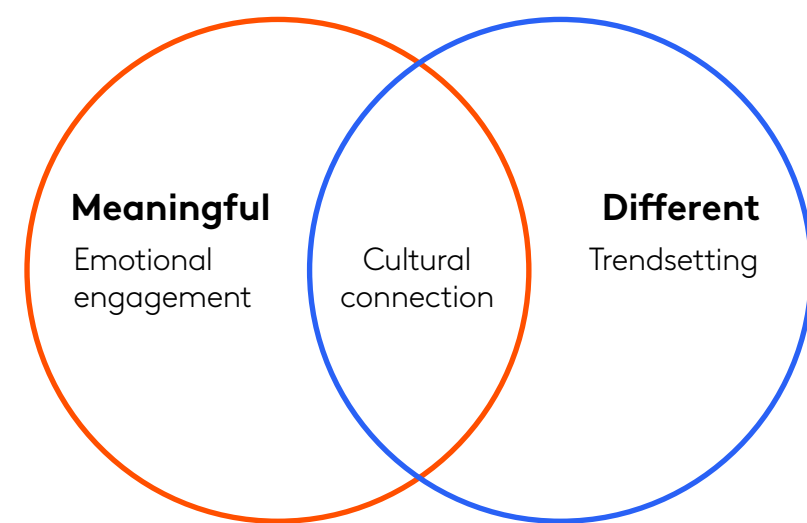 Meaningful
Emotional
engagement
Cultural
connection
Different
Trendsetting